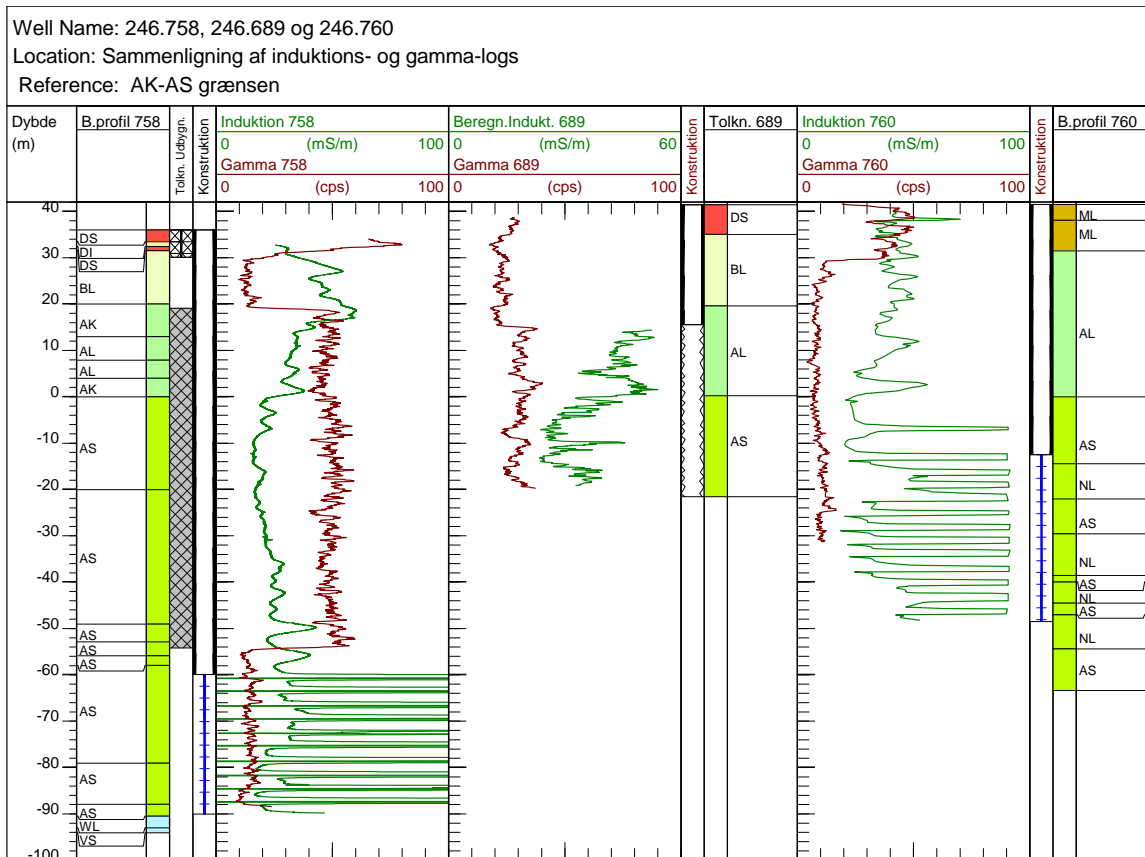 Well Name: 246.758, 246.689 og 246.760
Location: Sammenligning af induktions- og gamma-logs
Reference: AK-AS grænsen
Dybde
(m)
B.profil 758
Tolkn. Udbygn.
Konstruktion
Induktion 758
0 (mS/m) 100
Gamma 758
0 (cps) 100
Beregn.Indukt. 689
0 (mS/m) 60
Gamma 689
0 (cps) 100
Konstruktion
Tolkn. 689
Induktion 760
0 (mS/m) 100
Gamma 760
0 (cps) 100
Konstruktion
B.profil 760
40
30
20
10
0
-10
-20
-30
-40
-50
-60
-70
-80
-90
-100
DS
DI
DS
BL
AK
AL
AL
AK
AS
AS
AS
AS
AS
AS
AS
AS
WL
VS
DS
BL
AL
AS
ML
ML
AL
AS
NL
AS
NL
AS
NL
AS
NL
AS